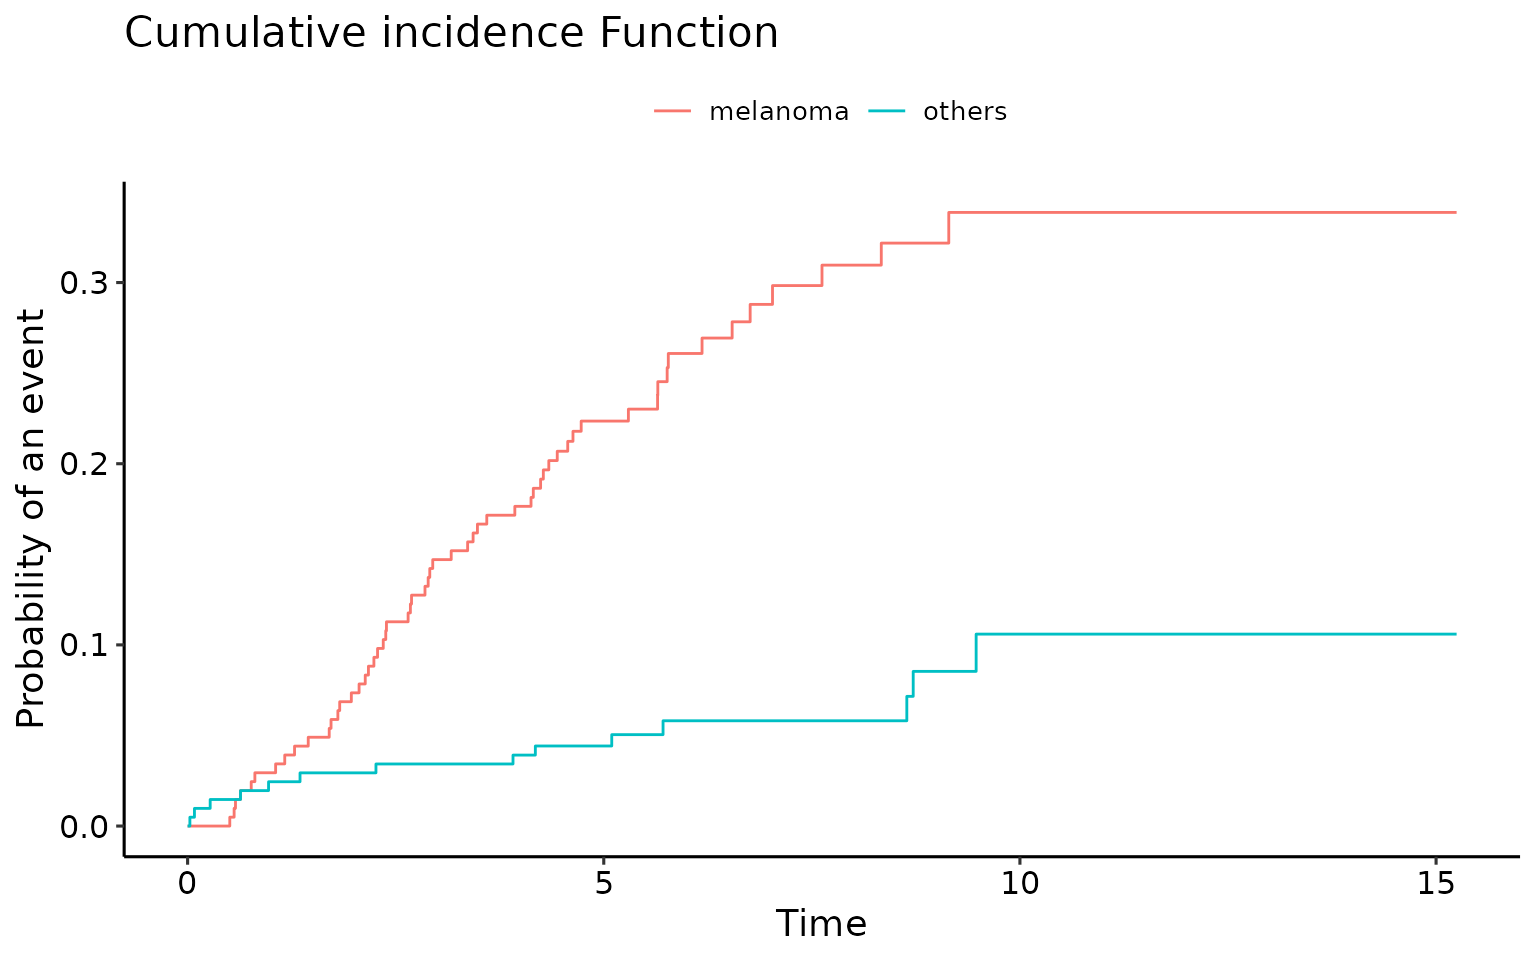 Cumulative incidence Function
melanoma others
Probability of an event
0.3
0.2
0.1
0.0
0 5 10 15
Time